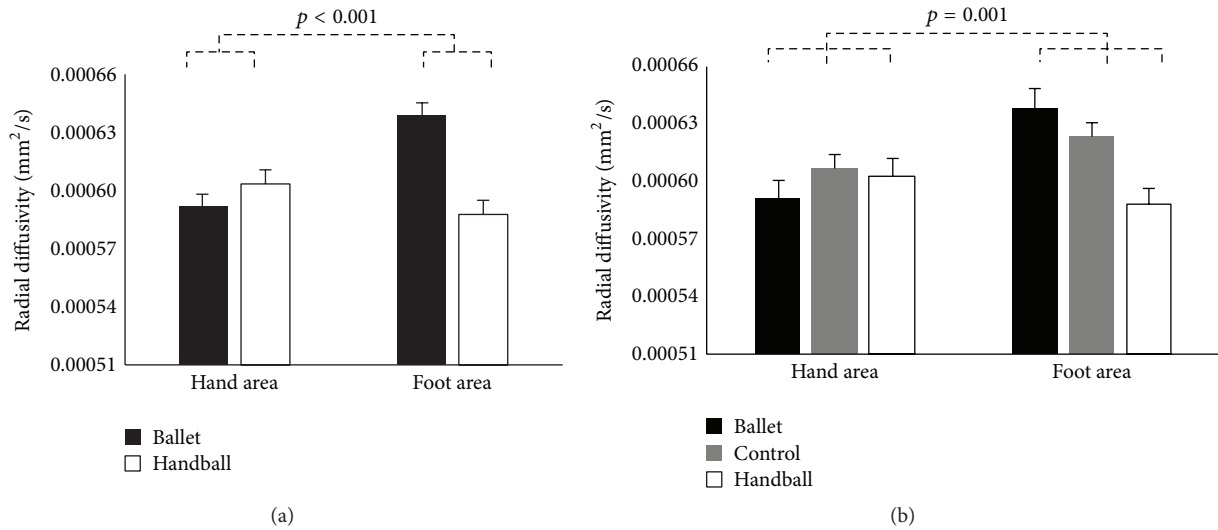 p < 0.001
0.00066
0.00063
0.00060
0.00057
0.00054
0.00051
Radial diffusivity (mm²/s)
Hand area
Foot area
Ballet
Handball
(a)
p = 0.001
0.00066
0.00063
0.00060
0.00057
0.00054
0.00051
Radial diffusivity (mm²/s)
Hand area
Foot area
Ballet
Control
Handball
(b)